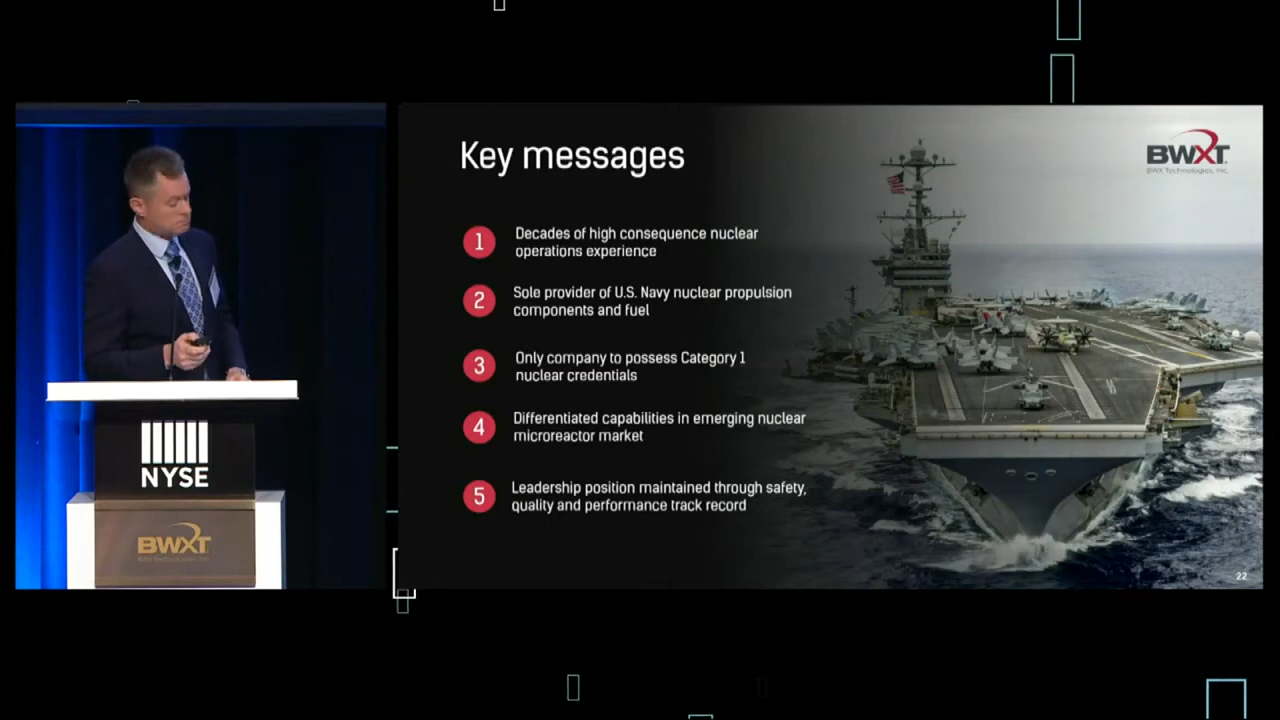 Key messages
BWXT
BWX Technologies, Inc.
1
Decades of high consequence nuclear
operations experience
2
Sole provider of U.S. Navy nuclear propulsion
components and fuel
3
Only company to possess Category 1
nuclear credentials
4
Differentiated capabilities in emerging nuclear
microreactor market
5
Leadership position maintained through safety,
quality and performance track record
22
NYSE
BWXT